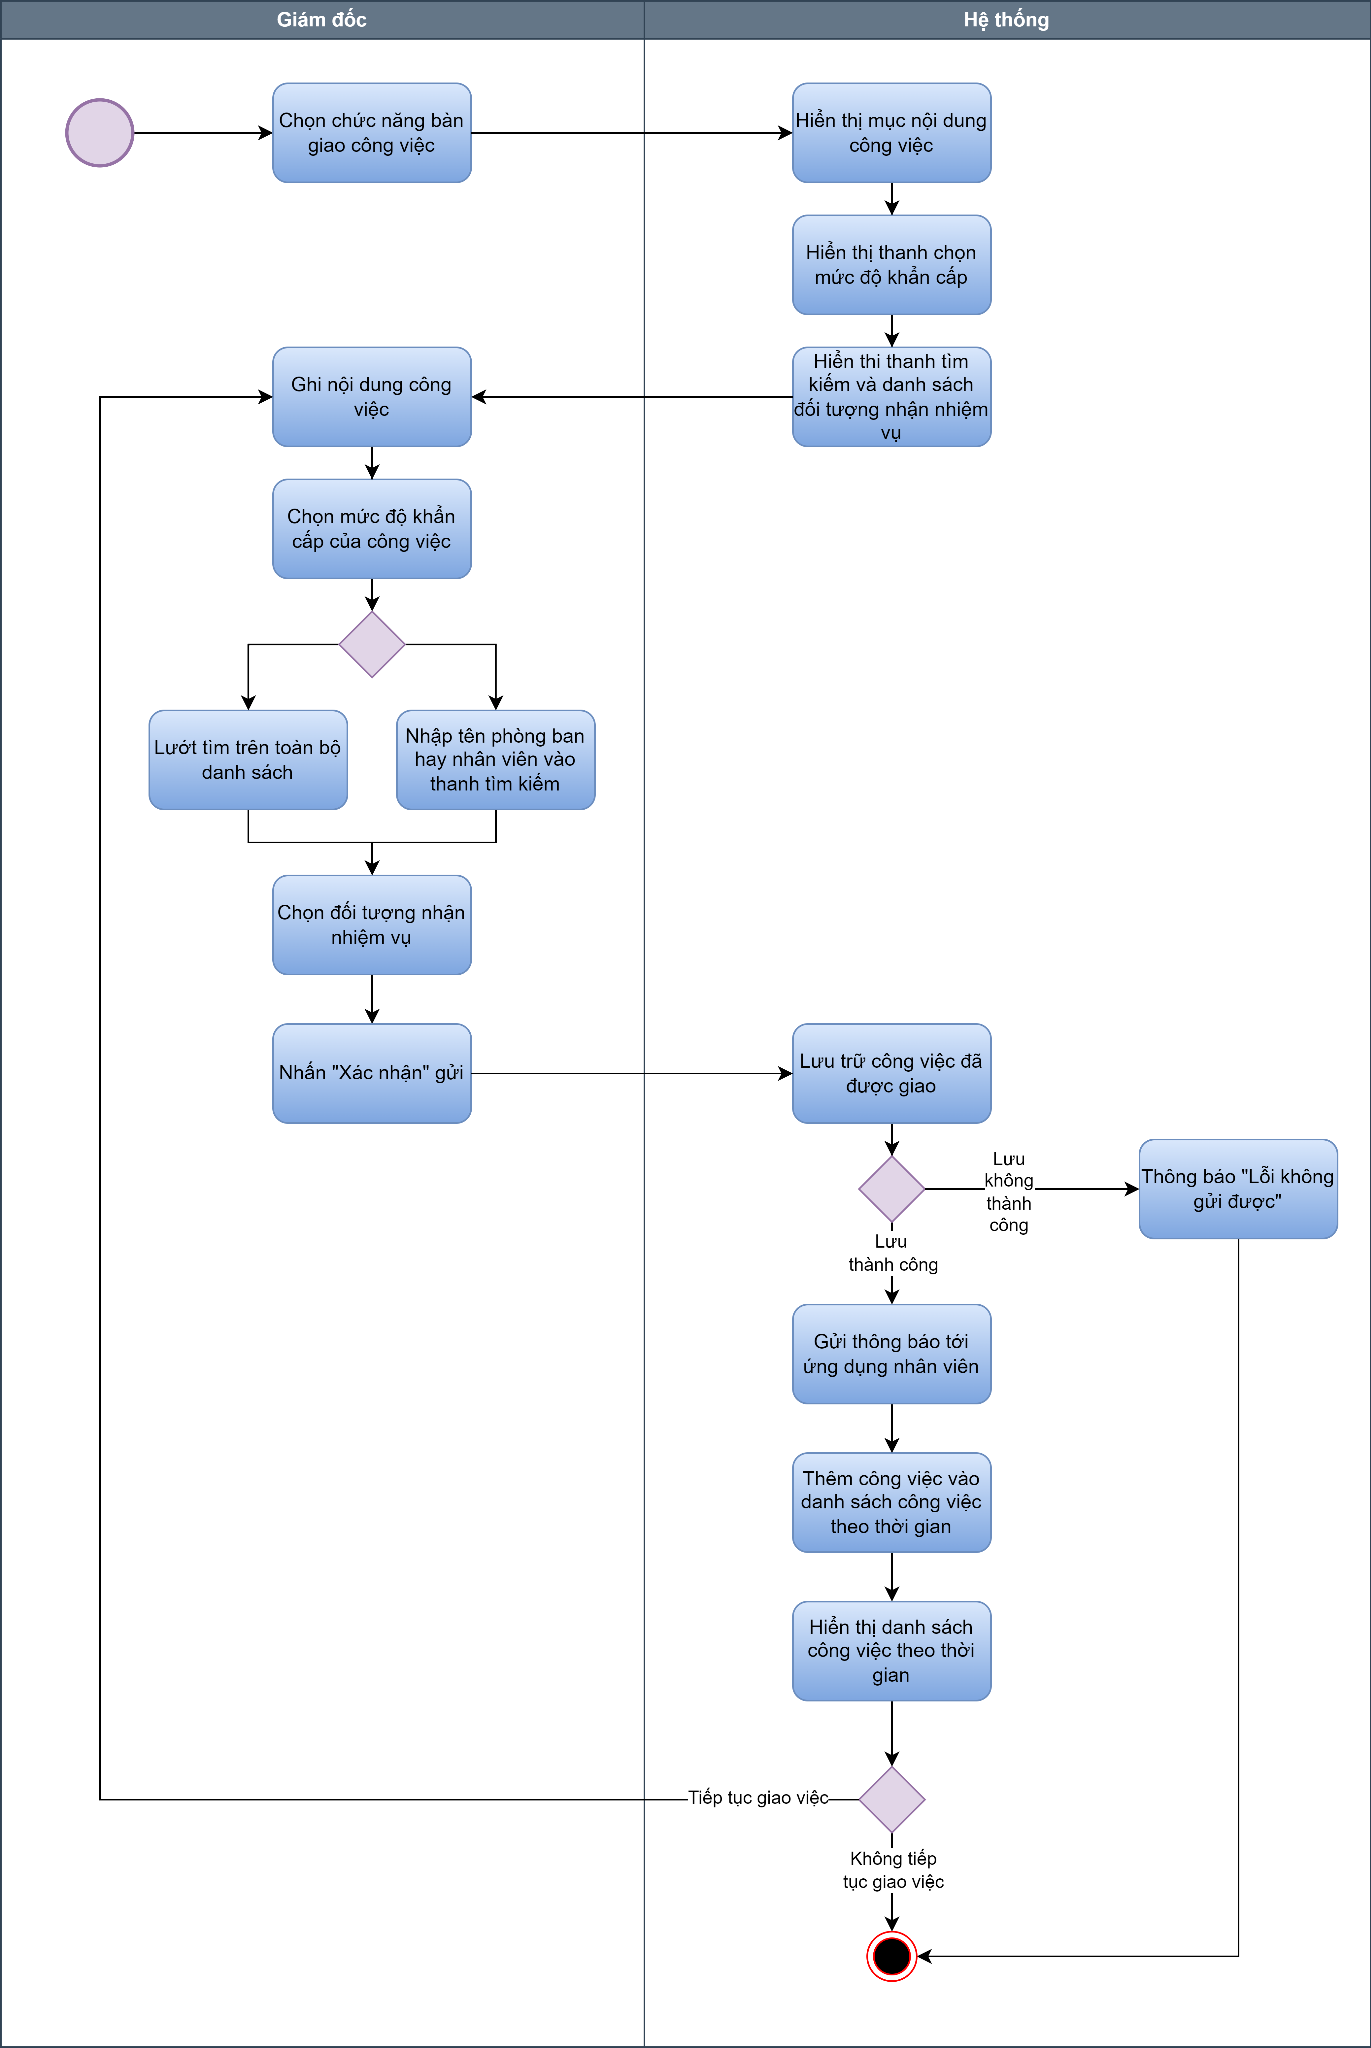 Giám đốc
Hệ thống
Chọn chức năng bàn
giao công việc
Hiển thị mục nội dung
công việc
Hiển thị thanh chọn
mức độ khẩn cấp
Hiển thi thanh tìm
kiếm và danh sách
đối tượng nhận nhiệm
vụ
Ghi nội dung công
việc
Chọn mức độ khẩn
cấp của công việc
Lướt tìm trên toàn bộ
danh sách
Nhập tên phòng ban
hay nhân viên vào
thanh tìm kiếm
Chọn đối tượng nhận
nhiệm vụ
Nhấn "Xác nhận" gửi
Lưu trữ công việc đã
được giao
Lưu
không
thành
công
Thông báo "Lỗi không
gửi được"
Lưu
thành công
Gửi thông báo tới
ứng dụng nhân viên
Thêm công việc vào
danh sách công việc
theo thời gian
Hiển thị danh sách
công việc theo thời
gian
Tiếp tục giao việc
Không tiếp
tục giao việc